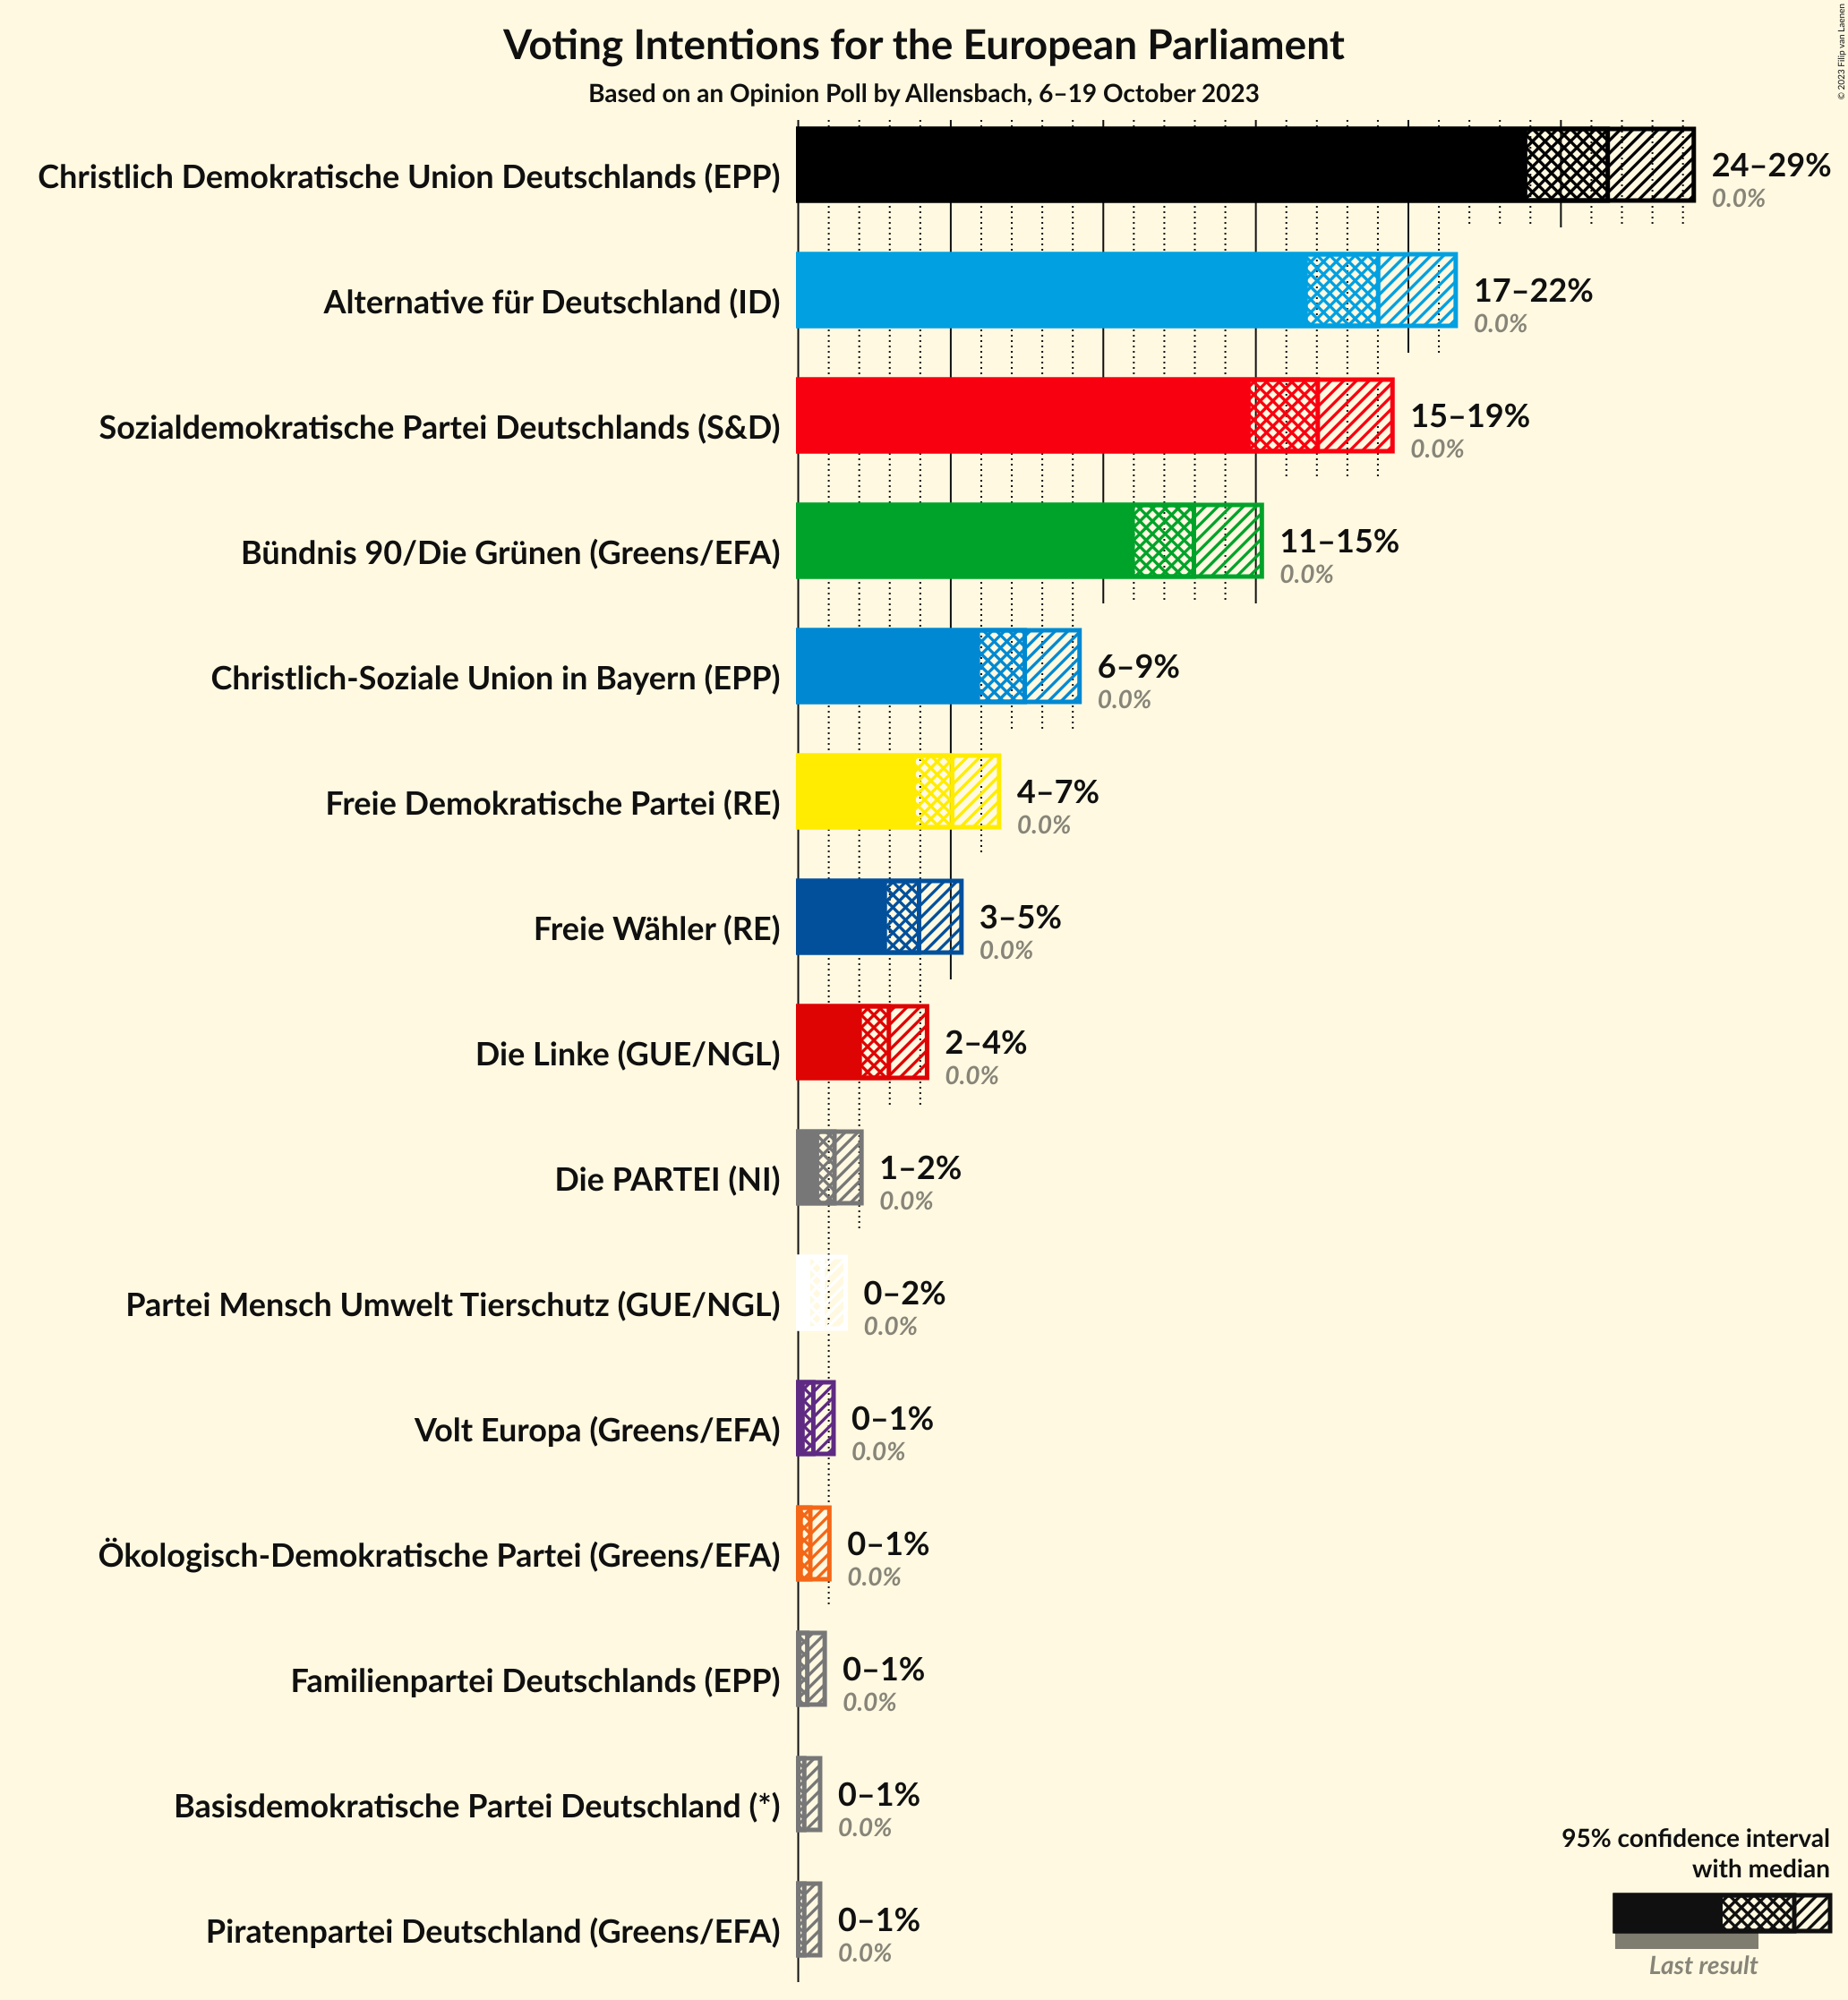 © 2023 Filip van Laenen
Voting Intentions for the European Parliament
Based on an Opinion Poll by Allensbach, 6–19 October 2023
Christlich Demokratische Union Deutschlands (EPP)
24–29%
0.0%
Alternative für Deutschland (ID)
17–22%
0.0%
Sozialdemokratische Partei Deutschlands (S&D)
15–19%
0.0%
Bündnis 90/Die Grünen (Greens/EFA)
11–15%
0.0%
Christlich-Soziale Union in Bayern (EPP)
6–9%
0.0%
Freie Demokratische Partei (RE)
4–7%
0.0%
Freie Wähler (RE)
3–5%
0.0%
Die Linke (GUE/NGL)
2–4%
0.0%
Die PARTEI (NI)
1–2%
0.0%
Partei Mensch Umwelt Tierschutz (GUE/NGL)
0–2%
0.0%
Volt Europa (Greens/EFA)
0–1%
0.0%
Ökologisch-Demokratische Partei (Greens/EFA)
0–1%
0.0%
Familienpartei Deutschlands (EPP)
0–1%
0.0%
Basisdemokratische Partei Deutschland (*)
0–1%
0.0%
Piratenpartei Deutschland (Greens/EFA)
0–1%
0.0%
95% confidence interval
with median
Last result